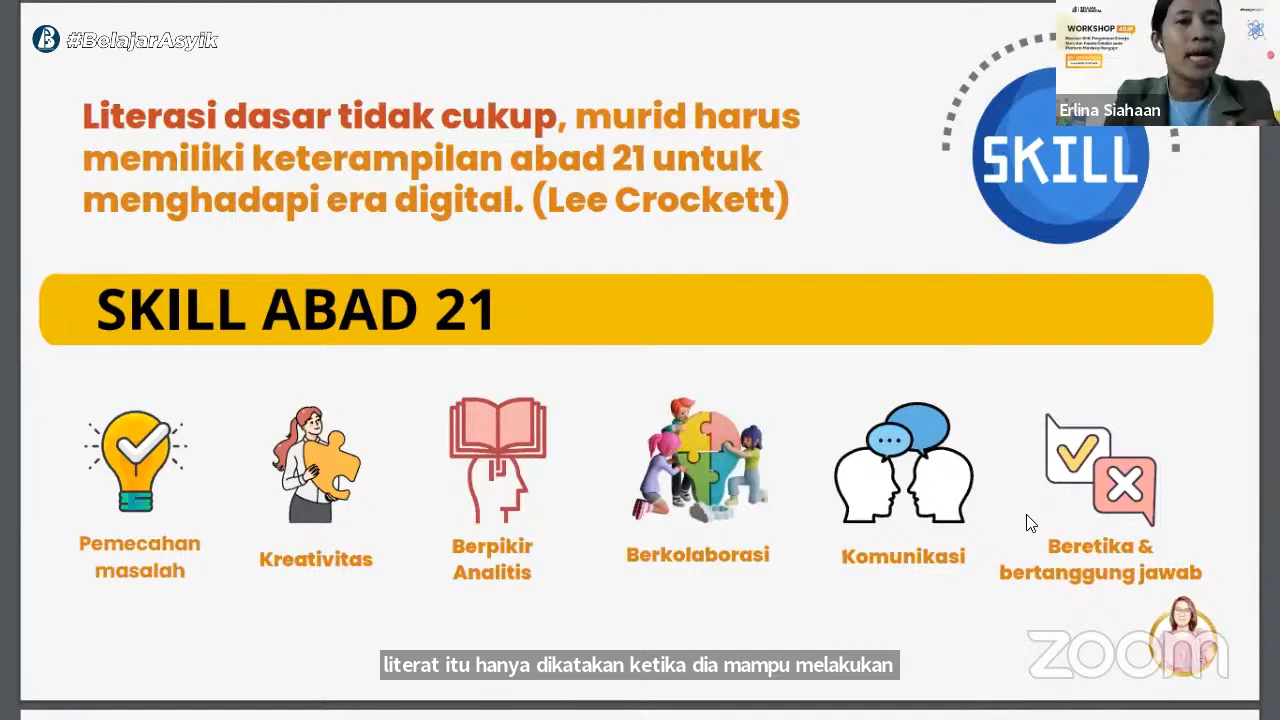 #BelajarAsyik
WORKSHOP
Erlina Siahaan
Literasi dasar tidak cukup, murid harus
memiliki keterampilan abad 21 untuk
menghadapi era digital. (Lee Crockett)
SKILL
SKILL ABAD 21
Pemecahan
masalah
Kreativitas
Berpikir
Analitis
Berkolaborasi
Komunikasi
Beretika &
bertanggung jawab
literat itu hanya dikatakan ketika dia mampu melakukan
zoom